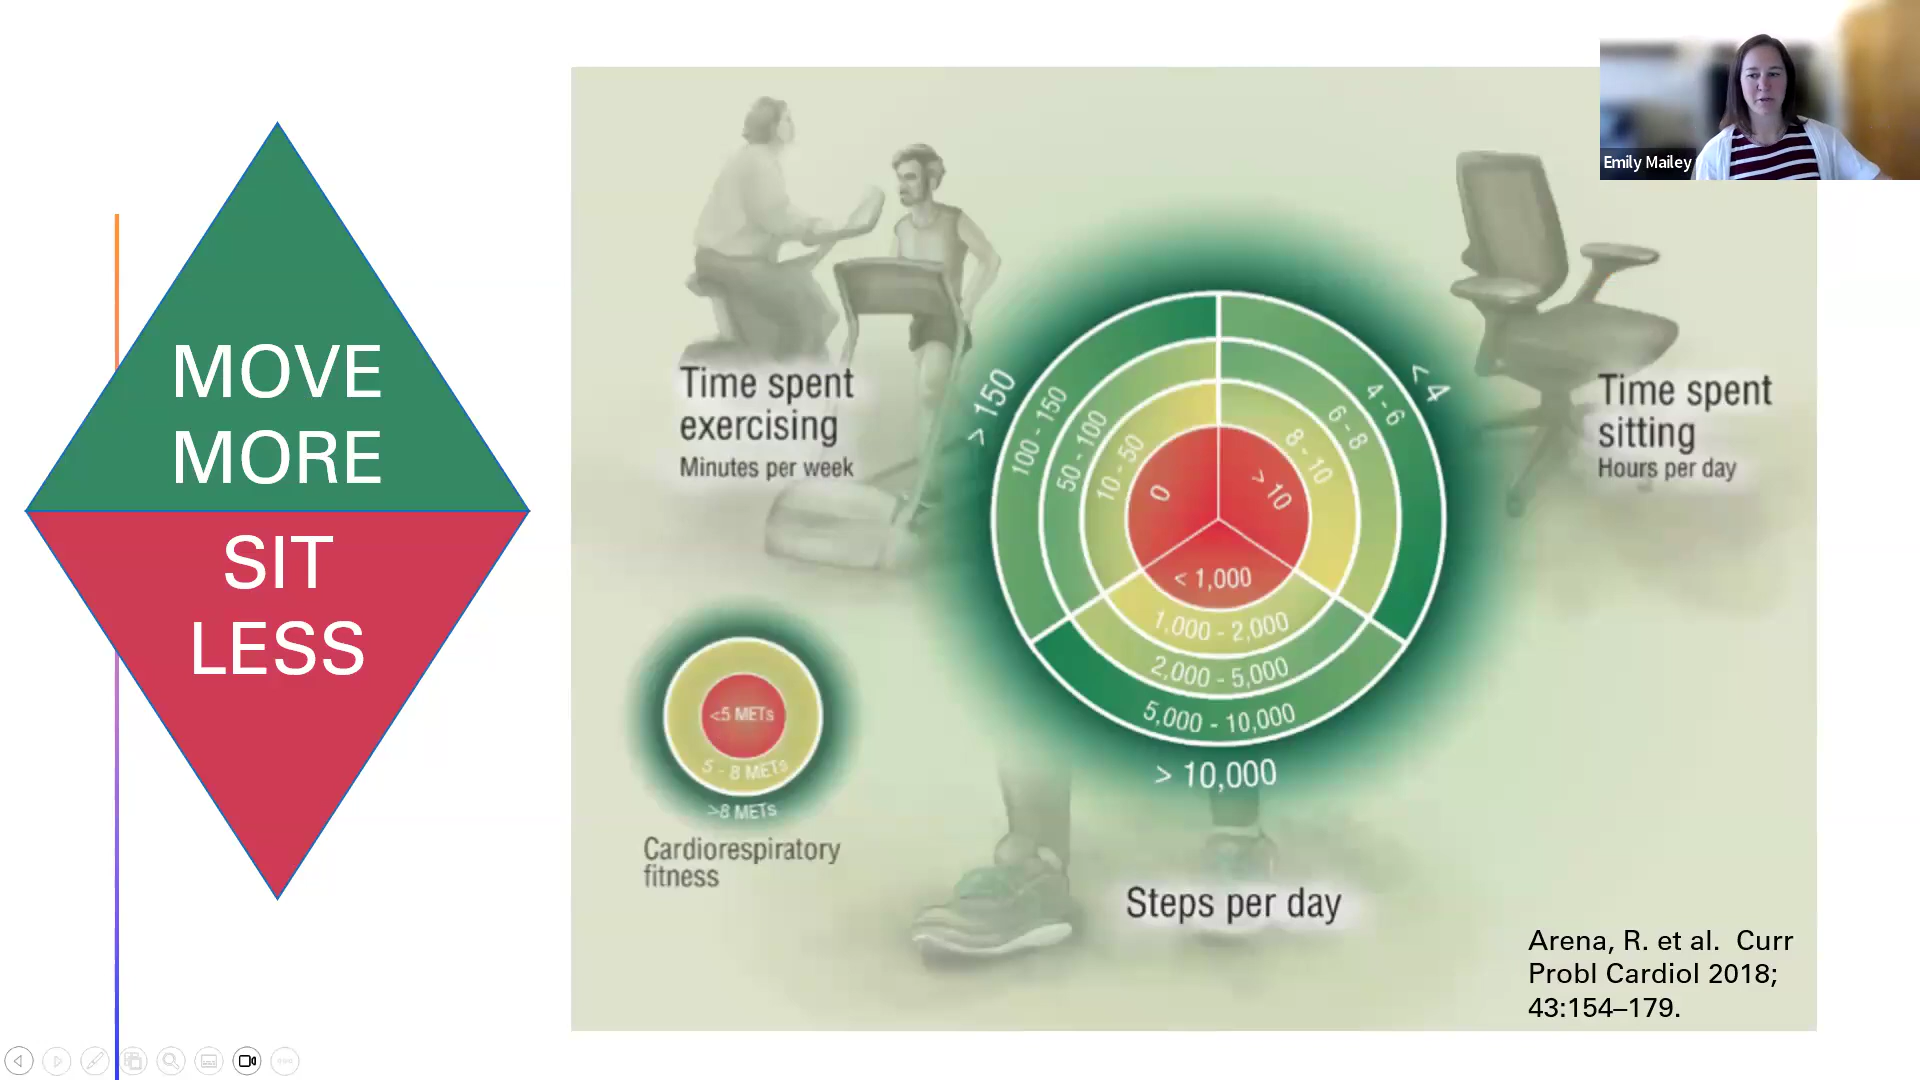 MOVE
MORE
SIT
LESS
Time spent
exercising
Minutes per week
> 150
100 - 150
50 - 100
10 - 50
0
< 4
4 - 6
6 - 8
8 - 10
> 10
< 1,000
1,000 - 2,000
2,000 - 5,000
5,000 - 10,000
> 10,000
Steps per day
Time spent
sitting
Hours per day
<5 METs
5 - 8 METs
>8 METs
Cardiorespiratory
fitness
Arena, R. et al. Curr
Probl Cardiol 2018;
43:154–179.
Emily Mailey